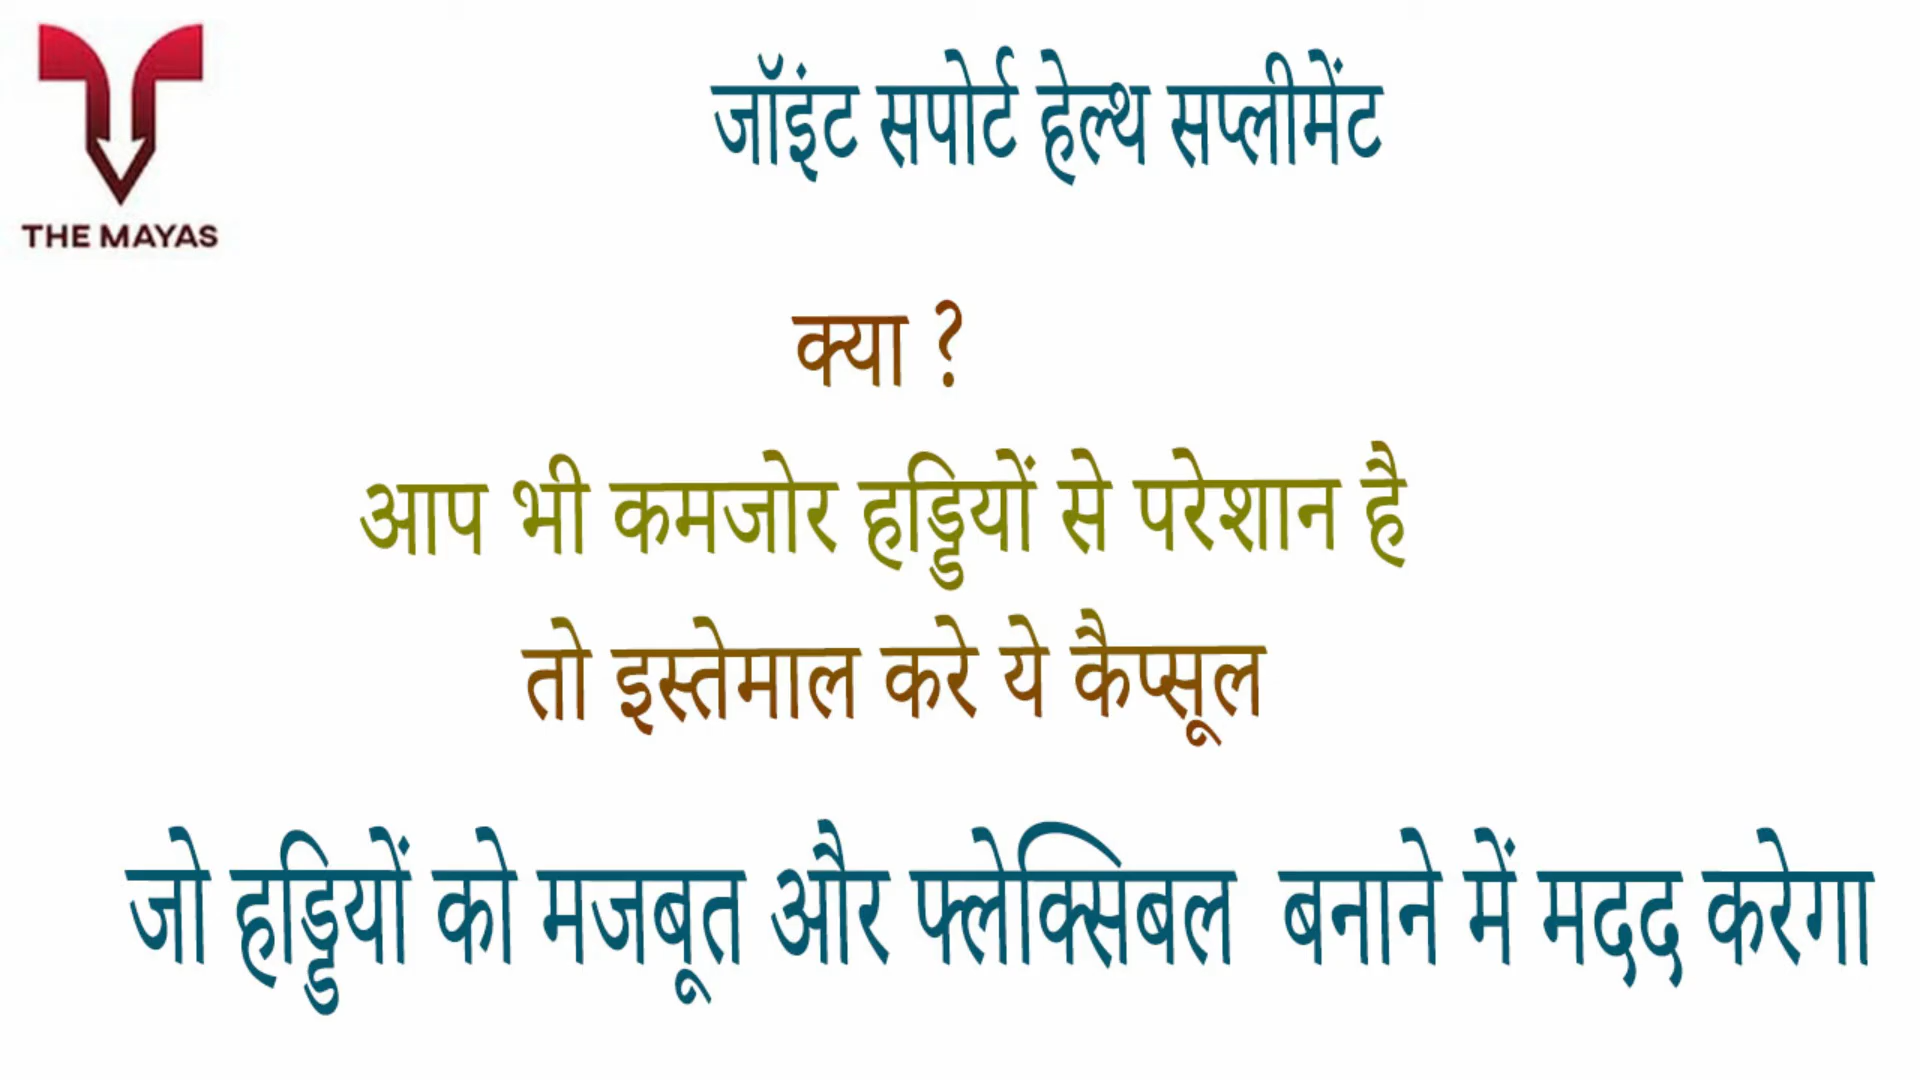 THE MAYAS
जॉइंट सपोर्ट हेल्थ सप्लीमेंट
क्या ?
आप भी कमजोर हड्डियों से परेशान है
तो इस्तेमाल करे ये कैप्सूल
जो हड्डियों को मजबूत और फ्लेक्सिबल बनाने में मदद करेगा